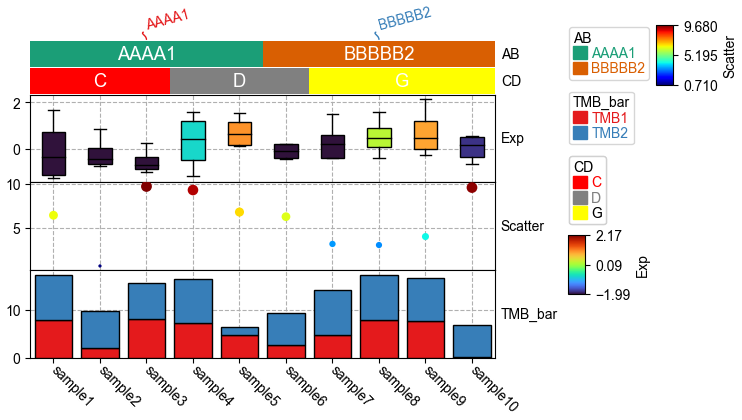 AAAA1
BBBBB2
AAAA1
BBBBB2
AB
C
D
G
CD
2
0
Exp
10
5
Scatter
10
0
TMB_bar
sample1
sample2
sample3
sample4
sample5
sample6
sample7
sample8
sample9
sample10
AB
AAAA1
BBBBB2
TMB_bar
TMB1
TMB2
CD
C
D
G
2.17
0.09
−1.99
Exp
9.680
5.195
0.710
Scatter